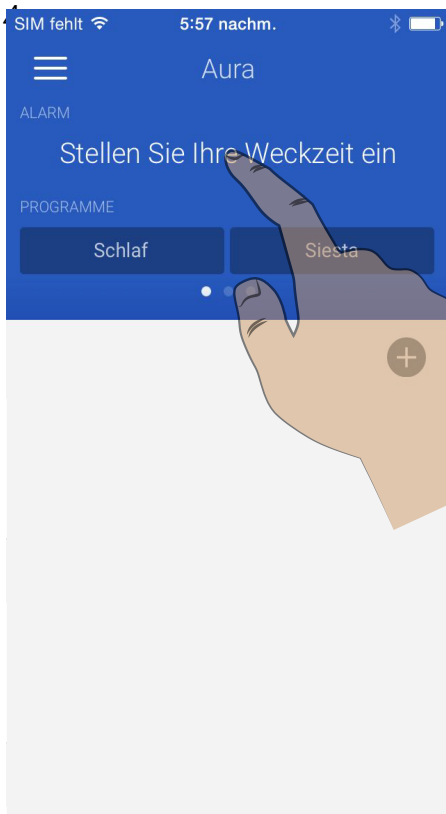 SIM fehlt 5:57 nachm.
Aura
ALARM
Stellen Sie Ihre Weckzeit ein
PROGRAMME
Schlaf Siesta